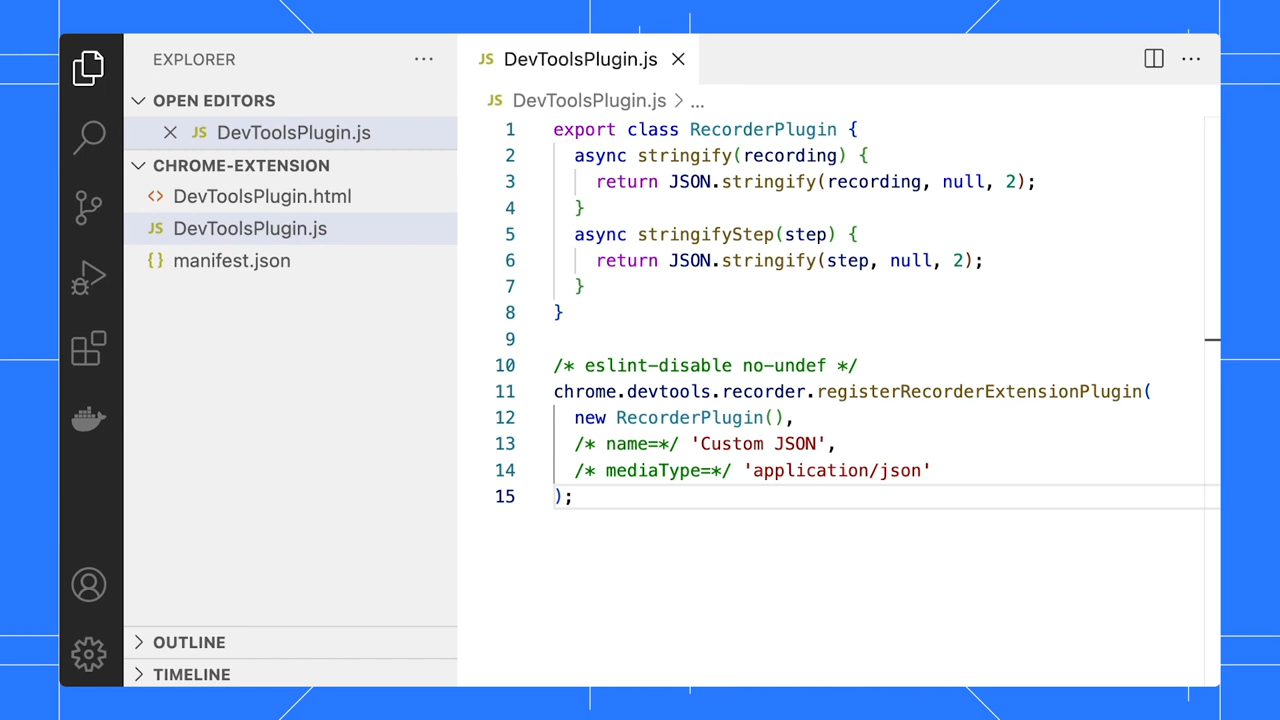 EXPLORER
OPEN EDITORS
JS DevToolsPlugin.js
CHROME-EXTENSION
<> DevToolsPlugin.html
JS DevToolsPlugin.js
{} manifest.json
OUTLINE
TIMELINE
JS DevToolsPlugin.js
JS DevToolsPlugin.js > ...
1 export class RecorderPlugin {
2 async stringify(recording) {
3 return JSON.stringify(recording, null, 2);
4 }
5 async stringifyStep(step) {
6 return JSON.stringify(step, null, 2);
7 }
8 }
9
10 /* eslint-disable no-undef */
11 chrome.devtools.recorder.registerRecorderExtensionPlugin(
12 new RecorderPlugin(),
13 /* name=*/ 'Custom JSON',
14 /* mediaType=*/ 'application/json'
15 );